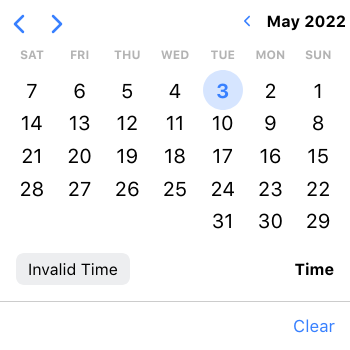 May 2022
SAT FRI THU WED TUE MON SUN
7 6 5 4 3 2 1
14 13 12 11 10 9 8
21 20 19 18 17 16 15
28 27 26 25 24 23 22
31 30 29
Invalid Time Time
Clear